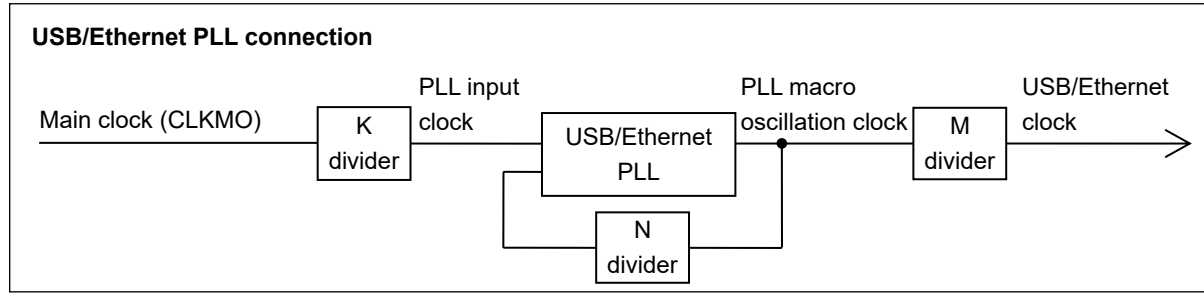 USB/Ethernet PLL connection
Main clock (CLKMO)
K
divider
PLL input
clock
USB/Ethernet
PLL
N
divider
PLL macro
oscillation clock
M
divider
USB/Ethernet
clock